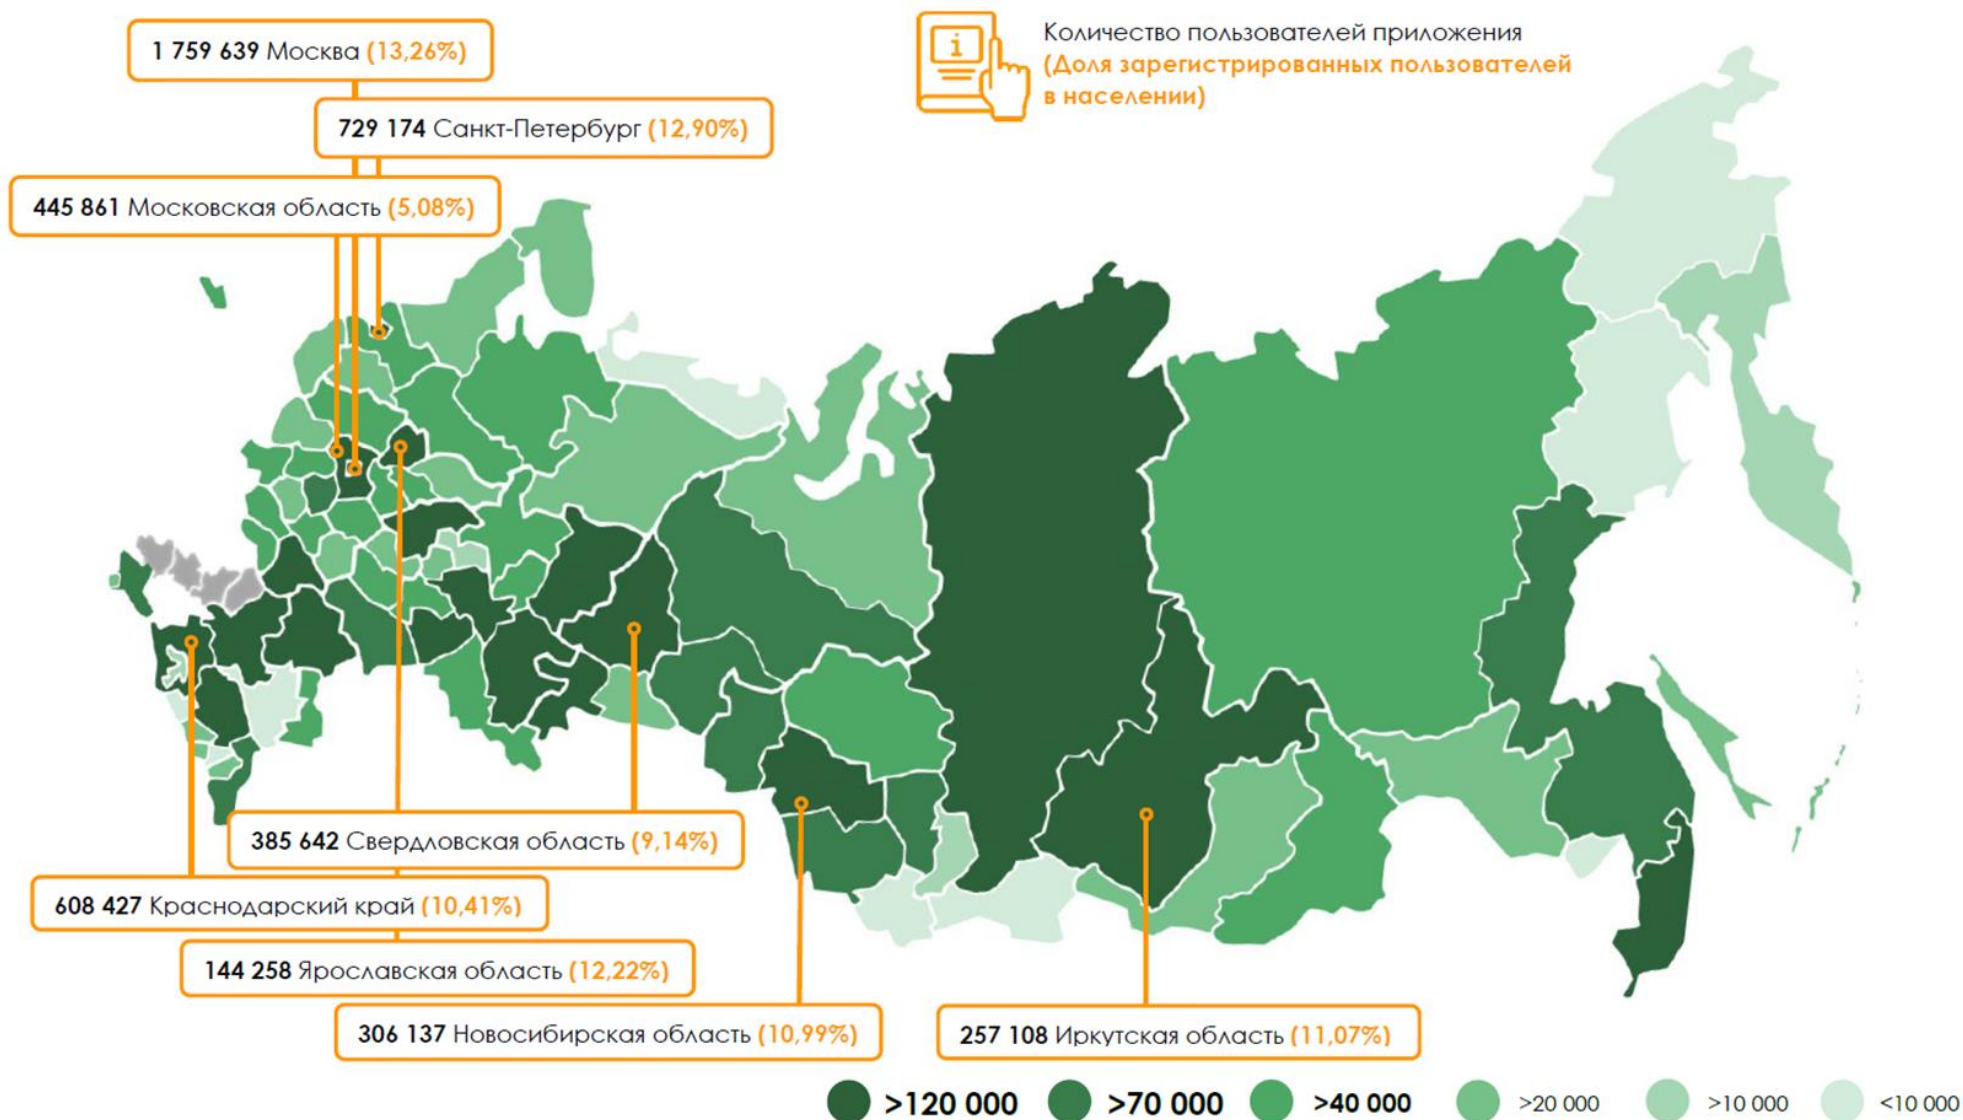 1 759 639 Москва (13,26%)
729 174 Санкт-Петербург (12,90%)
445 861 Московская область (5,08%)
i
Количество пользователей приложения
(Доля зарегистрированных пользователей
в населении)
385 642 Свердловская область (9,14%)
608 427 Краснодарский край (10,41%)
144 258 Ярославская область (12,22%)
306 137 Новосибирская область (10,99%)
257 108 Иркутская область (11,07%)
>120 000 >70 000 >40 000 >20 000 >10 000 <10 000